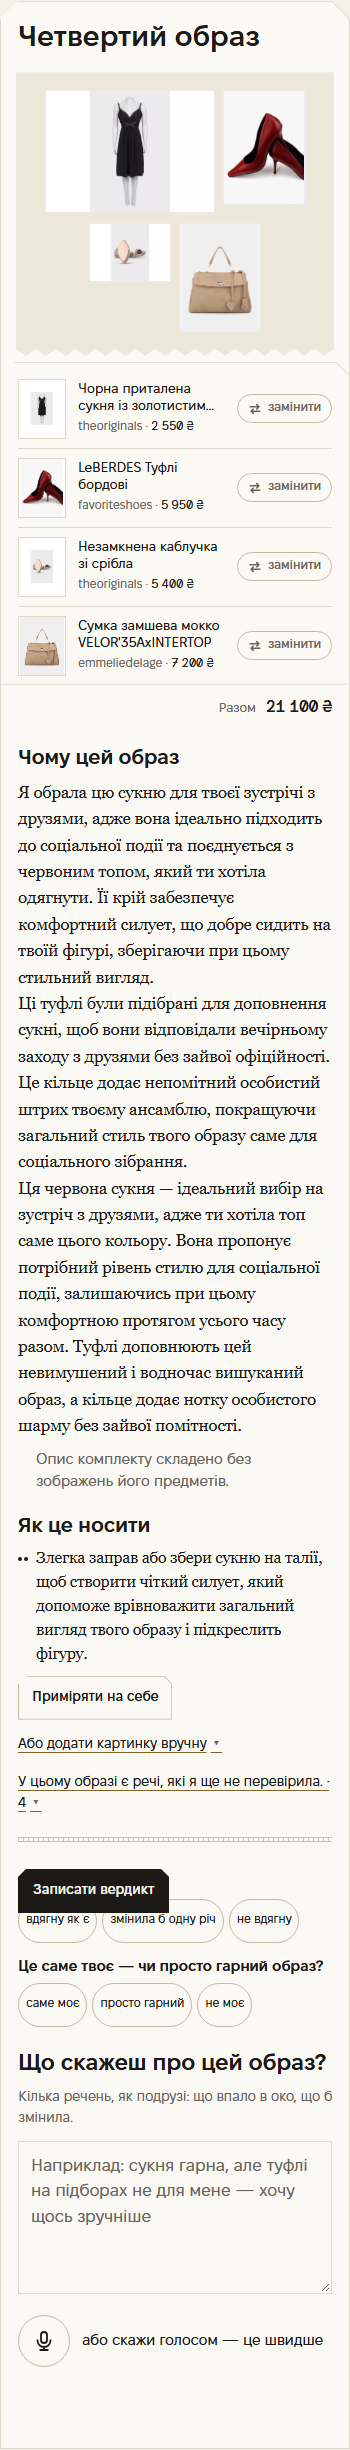 Четвертий образ
Чорна приталена
сукня із золотистим...
theoriginals · 2 550 ₴
замінити
LeBERDES Туфлі
бордові
favoriteshoes · 5 950 ₴
замінити
Незамкнена каблучка
зі срібла
theoriginals · 5 400 ₴
замінити
Сумка замшева мокко
VELOR'35AxINTERTOP
emmeliedelage · 7 200 ₴
замінити
Разом 21 100 ₴
Чому цей образ
Я обрала цю сукню для твоєї зустрічі з
друзями, адже вона ідеально підходить
до соціальної події та поєднується з
червоним топом, який ти хотіла
одягнути. Її крій забезпечує
комфортний силует, що добре сидить на
твоїй фігурі, зберігаючи при цьому
стильний вигляд.
Ці туфлі були підібрані для доповнення
сукні, щоб вони відповідали вечірньому
заходу з друзями без зайвої офіційності.
Це кільце додає непомітний особистий
штрих твоєму ансамблю, покращуючи
загальний стиль твого образу саме для
соціального зібрання.
Ця червона сукня — ідеальний вибір на
зустріч з друзями, адже ти хотіла топ
саме цього кольору. Вона пропонує
потрібний рівень стилю для соціальної
події, залишаючись при цьому
комфортною протягом усього часу
разом. Туфлі доповнюють цей
невимушений і водночас вишуканий
образ, а кільце додає нотку особистого
шарму без зайвої помітності.
Опис комплекту складено без
зображень його предметів.
Як це носити
Злегка заправ або збери сукню на талії,
щоб створити чіткий силует, який
допоможе врівноважити загальний
вигляд твого образу і підкреслить
фігуру.
Приміряти на себе
Або додати картинку вручну
У цьому образі є речі, які я ще не перевірила. ·
4
Записати вердикт
вдягну як є
змінила б одну річ
не вдягну
Це саме твоє — чи просто гарний образ?
саме моє
просто гарний
не моє
Що скажеш про цей образ?
Кілька речень, як подрузі: що впало в око, що б
змінила.
Наприклад: сукня гарна, але туфлі
на підборах не для мене — хочу
щось зручніше
або скажи голосом — це швидше